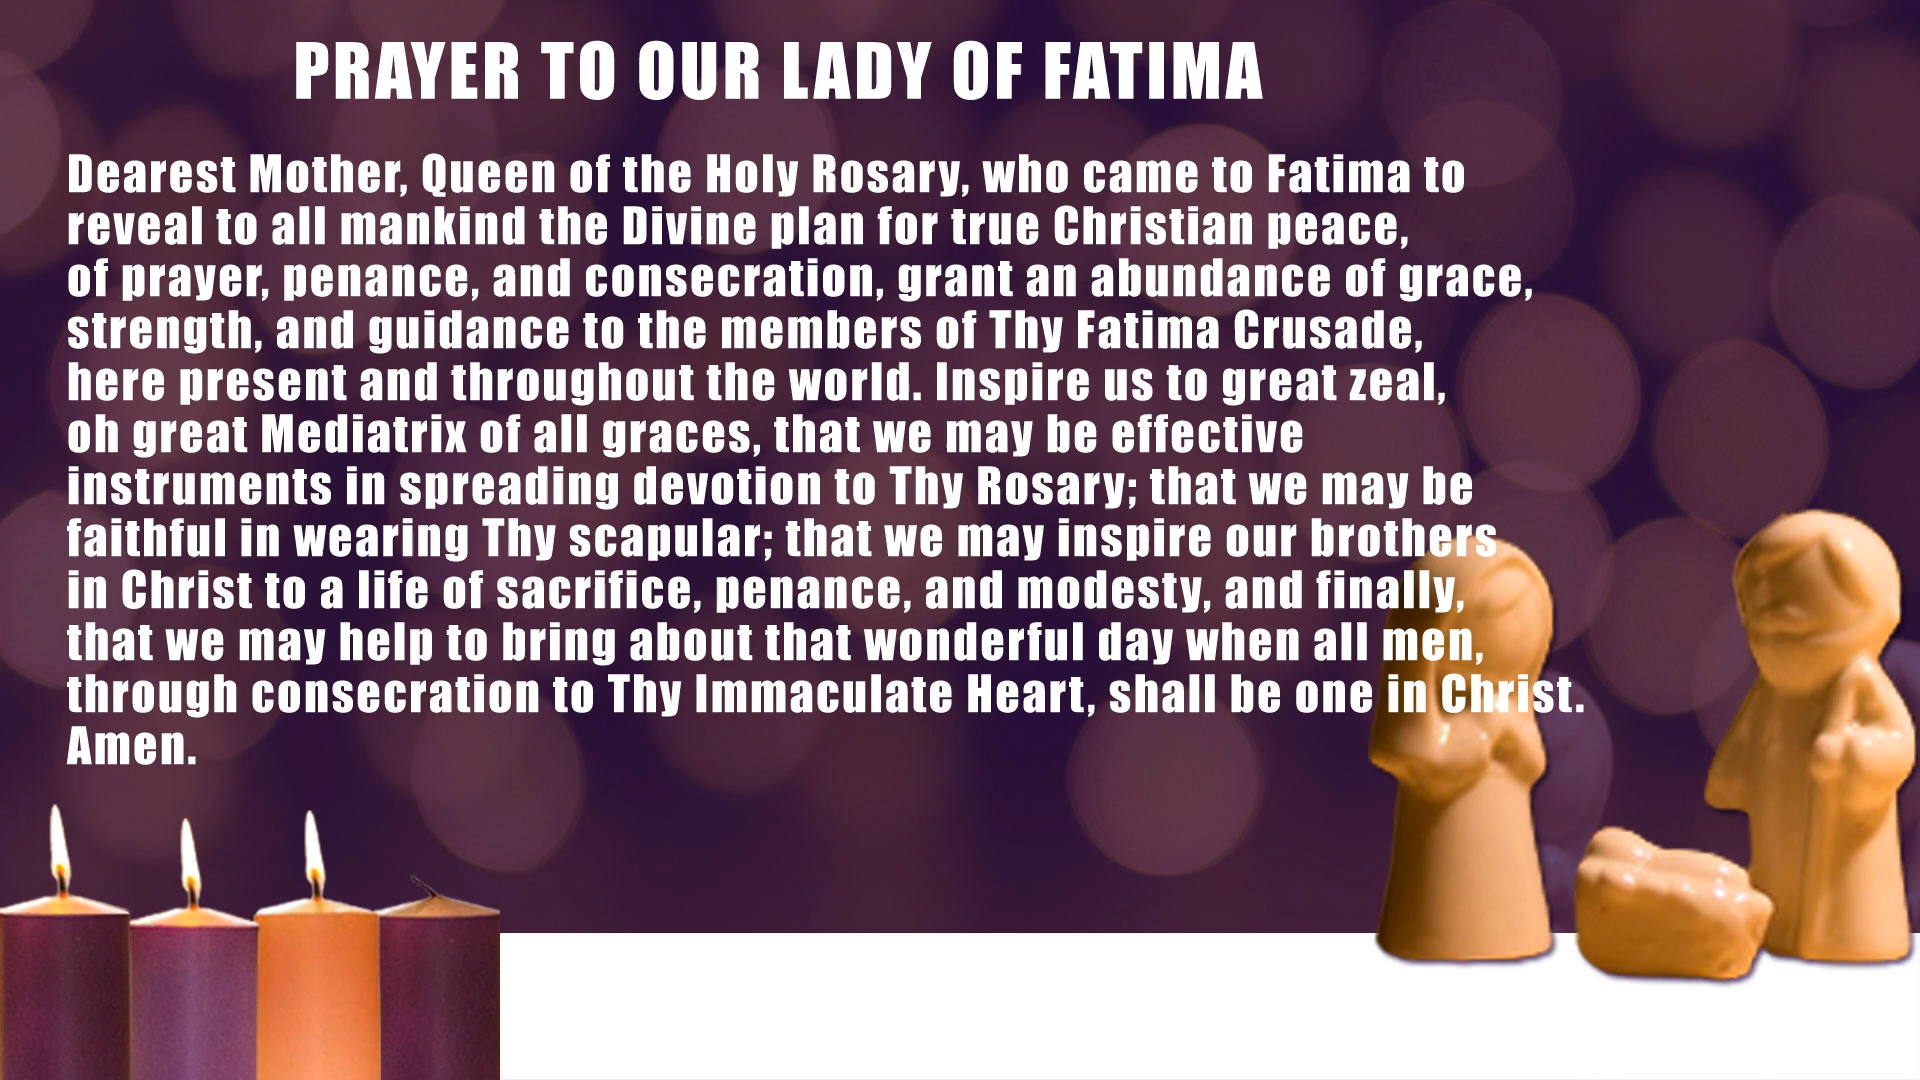 PRAYER TO OUR LADY OF FATIMA
Dearest Mother, Queen of the Holy Rosary, who came to Fatima to
reveal to all mankind the Divine plan for true Christian peace,
of prayer, penance, and consecration, grant an abundance of grace,
strength, and guidance to the members of Thy Fatima Crusade,
here present and throughout the world. Inspire us to great zeal,
oh great Mediatrix of all graces, that we may be effective
instruments in spreading devotion to Thy Rosary; that we may be
faithful in wearing Thy scapular; that we may inspire our brothers
in Christ to a life of sacrifice, penance, and modesty, and finally,
that we may help to bring about that wonderful day when all men,
through consecration to Thy Immaculate Heart, shall be one in Christ.
Amen.